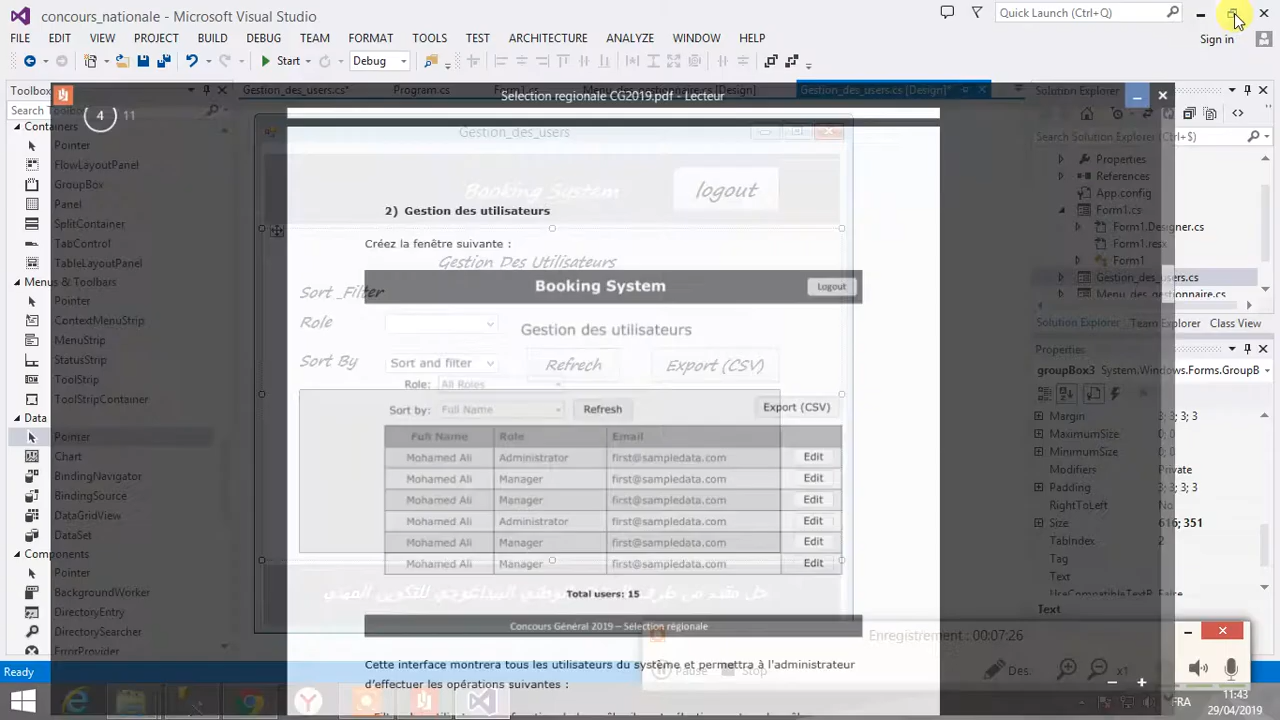 concours_nationale - Microsoft Visual Studio
Quick Launch (Ctrl+Q)
FILE EDIT VIEW PROJECT BUILD DEBUG TEAM FORMAT TOOLS TEST ARCHITECTURE ANALYZE WINDOW HELP
Sign in
Start Debug
Toolbox
Gestion_des_users.cs* Program.cs Gestion_des_users.cs [Design]*
Solution Explorer
Selection regionale CG2019.pdf - Lecteur
4 11
Containers
Pointer
FlowLayoutPanel
GroupBox
Panel
SplitContainer
TabControl
TableLayoutPanel
Menus & Toolbars
Pointer
ContextMenuStrip
MenuStrip
StatusStrip
ToolStrip
ToolStripContainer
Data
Pointer
Chart
BindingNavigator
BindingSource
DataGridView
DataSet
Components
Pointer
BackgroundWorker
DirectoryEntry
DirectorySearcher
ErrorProvider
Gestion_des_users
Booking System
logout
2) Gestion des utilisateurs
Créez la fenêtre suivante :
Gestion Des Utilisateurs
Booking System
Logout
Sort _Filter
Role
Gestion des utilisateurs
Sort By
Sort and filter
Refrech
Export (CSV)
Role: All Roles
Sort by: Full Name
Refresh
Export (CSV)
Full Name Role Email
Mohamed Ali Administrator first@sampledata.com Edit
Mohamed Ali Manager first@sampledata.com Edit
Mohamed Ali Manager first@sampledata.com Edit
Mohamed Ali Administrator first@sampledata.com Edit
Mohamed Ali Manager first@sampledata.com Edit
Mohamed Ali Manager first@sampledata.com Edit
Total users: 15
Concours Général 2019 – Sélection régionale
Cette interface montrera tous les utilisateurs du système et permettra à l'administrateur
d'effectuer les opérations suivantes :
Search Solution Explorer (Ctrl+$)
Properties
References
App.config
Form1.cs
Form1.Designer.cs
Form1.resx
Form1
Gestion_des_users.cs
Menu_des_gestionnaire.cs
Solution Explorer Team Explorer Class View
Properties
groupBox3 System.Windows.Forms.GroupB
Margin 3; 3; 3; 3
MaximumSize 0; 0
MinimumSize 0; 0
Modifiers Private
Padding 3; 3; 3; 3
RightToLeft No
Size 616; 351
TabIndex 2
Tag
Text
Text
Enregistrement : 00:07:26
Pause Stop
Des.
x1
Ready
FR
11:43
29/04/2019